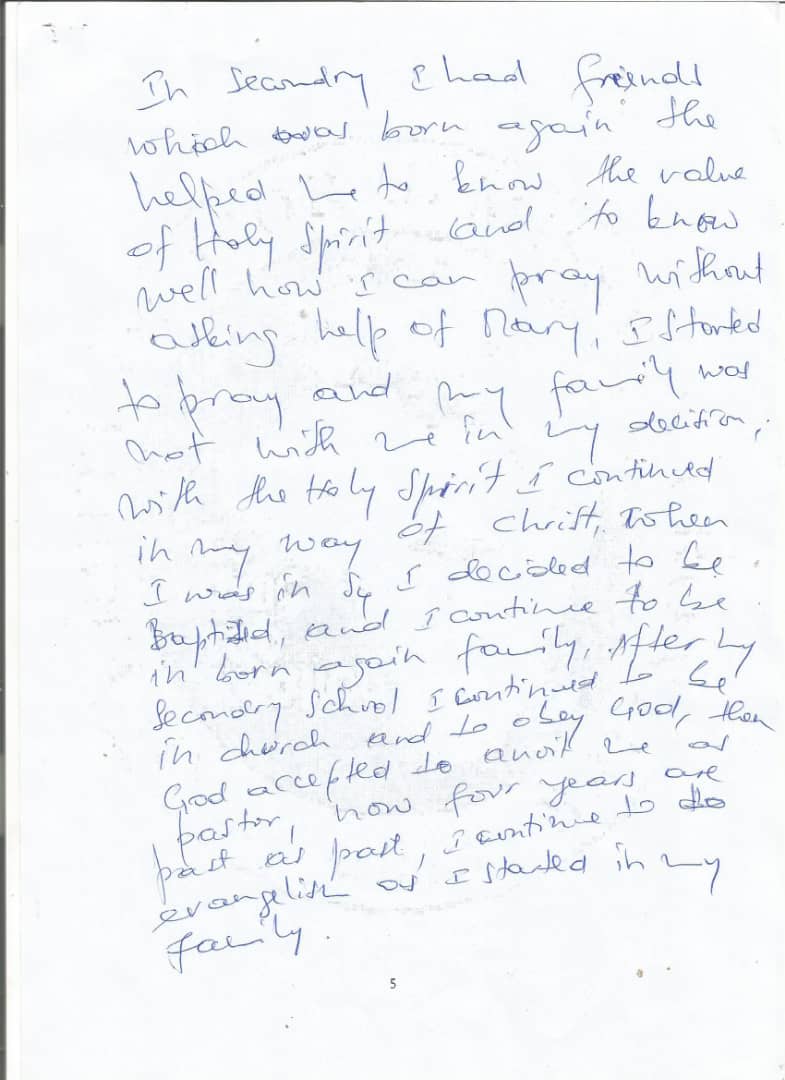 In Secondry I had friends
which was born again the
helped me to know the value
of Holy Spirit and to know
well how I can pray without
asking help of Mary, I started
to pray and my family was
not with me in my decision,
with the Holy Spirit I continued
in my way of Christ, when
I was in S4 I decided to be
Baptized, and I continue to be
in born again family, After my
Secondry School I continued to be
in church and to obey God, then
God accepted to anoit me as
pastor, now four years are
past as past, I continue to do
evangelism as I started in my
family.
5